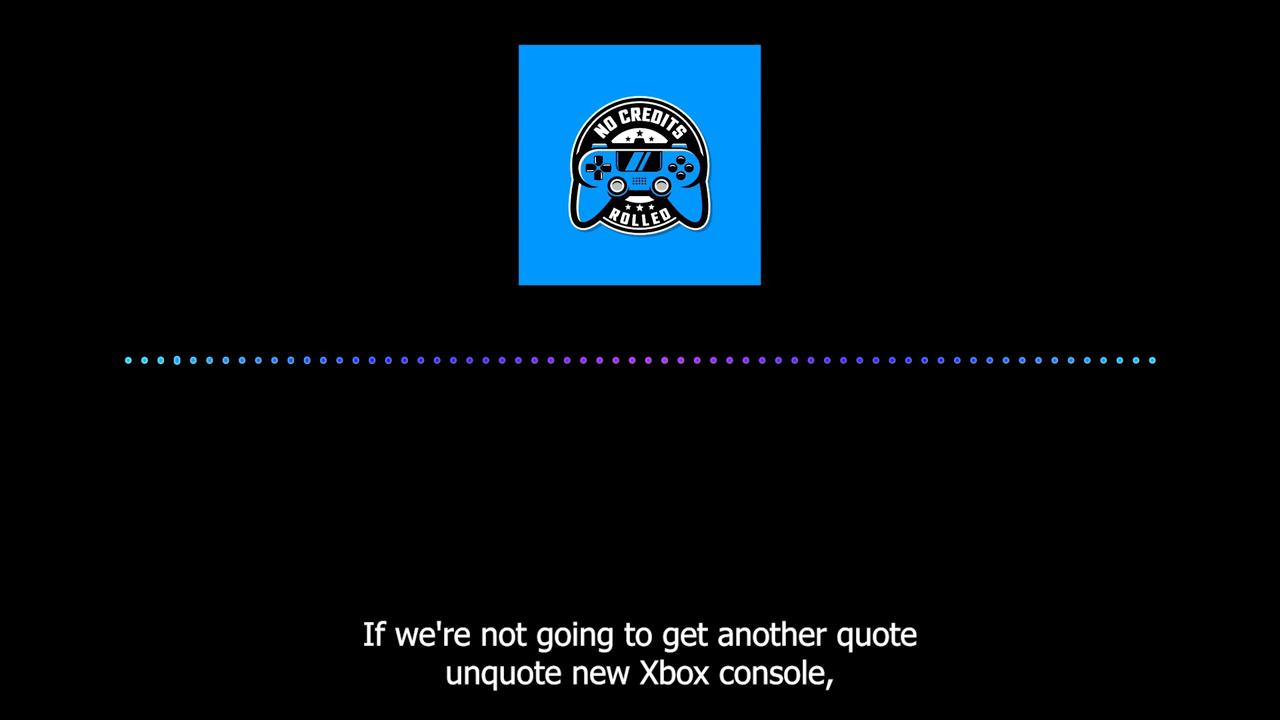 NO CREDITS
ROLLED
If we're not going to get another quote
unquote new Xbox console,